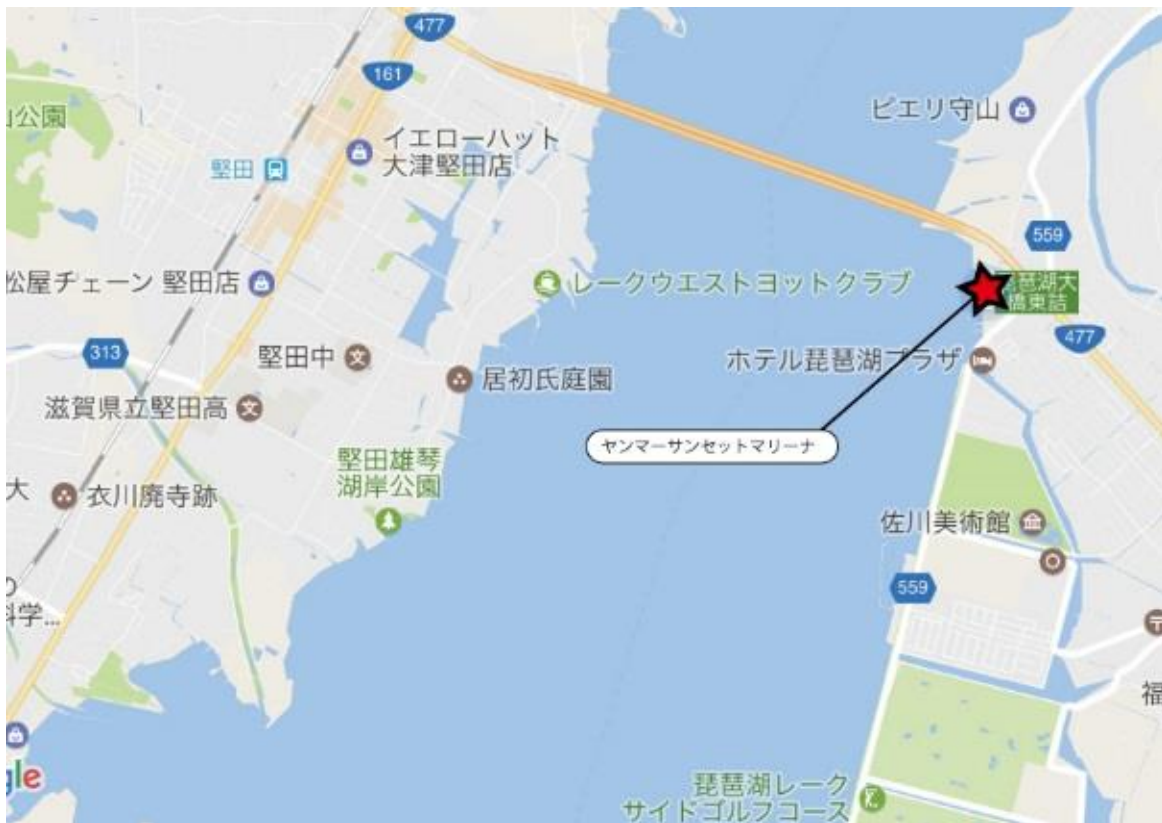 477
161
ピエリ守山
山公園
イエローハット
大津堅田店
堅田
559
松屋チェーン 堅田店
レークウエストヨットクラブ
琵琶湖大
橋東詰
477
313
堅田中
ホテル琵琶湖プラザ
居初氏庭園
滋賀県立堅田高
ヤンマーサンセットマリーナ
堅田雄琴
湖岸公園
大
衣川廃寺跡
佐川美術館
559
の
科学...
福
gle
琵琶湖レーク
サイドゴルフコース